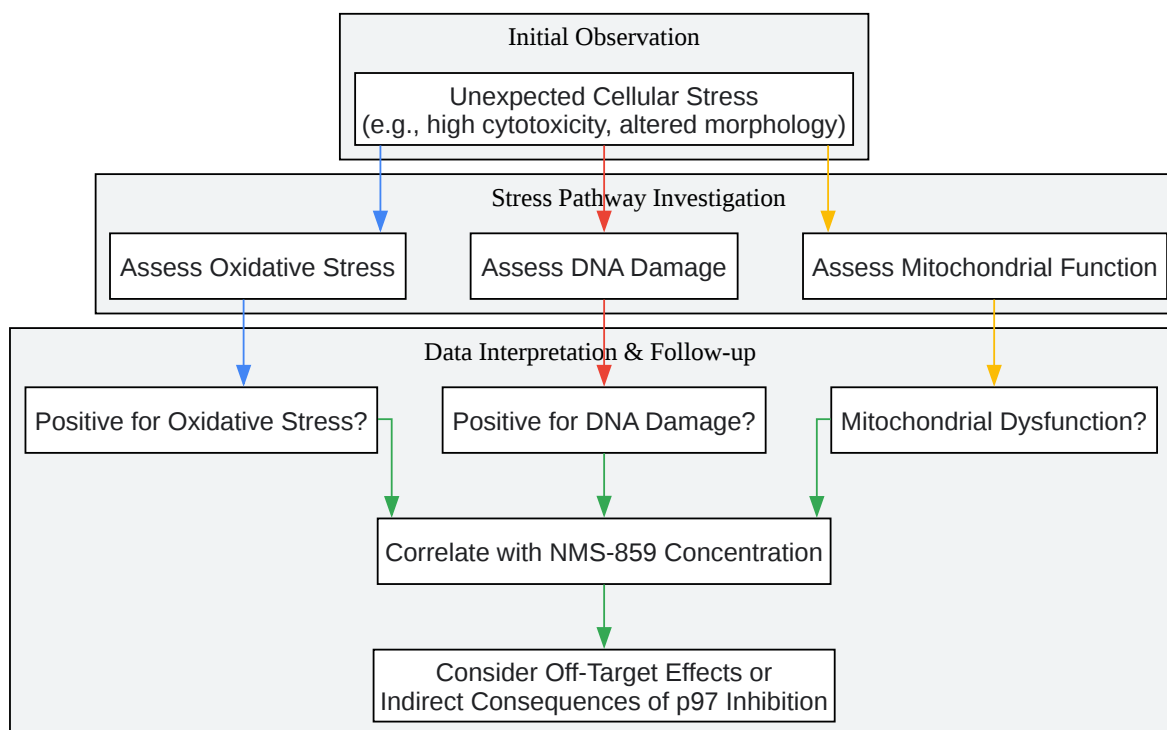 Initial Observation
Unexpected Cellular Stress
(e.g., high cytotoxicity, altered morphology)
Stress Pathway Investigation
Assess Oxidative Stress
Assess DNA Damage
Assess Mitochondrial Function
Data Interpretation & Follow-up
Positive for Oxidative Stress?
Positive for DNA Damage?
Mitochondrial Dysfunction?
Correlate with NMS-859 Concentration
Consider Off-Target Effects or
Indirect Consequences of p97 Inhibition